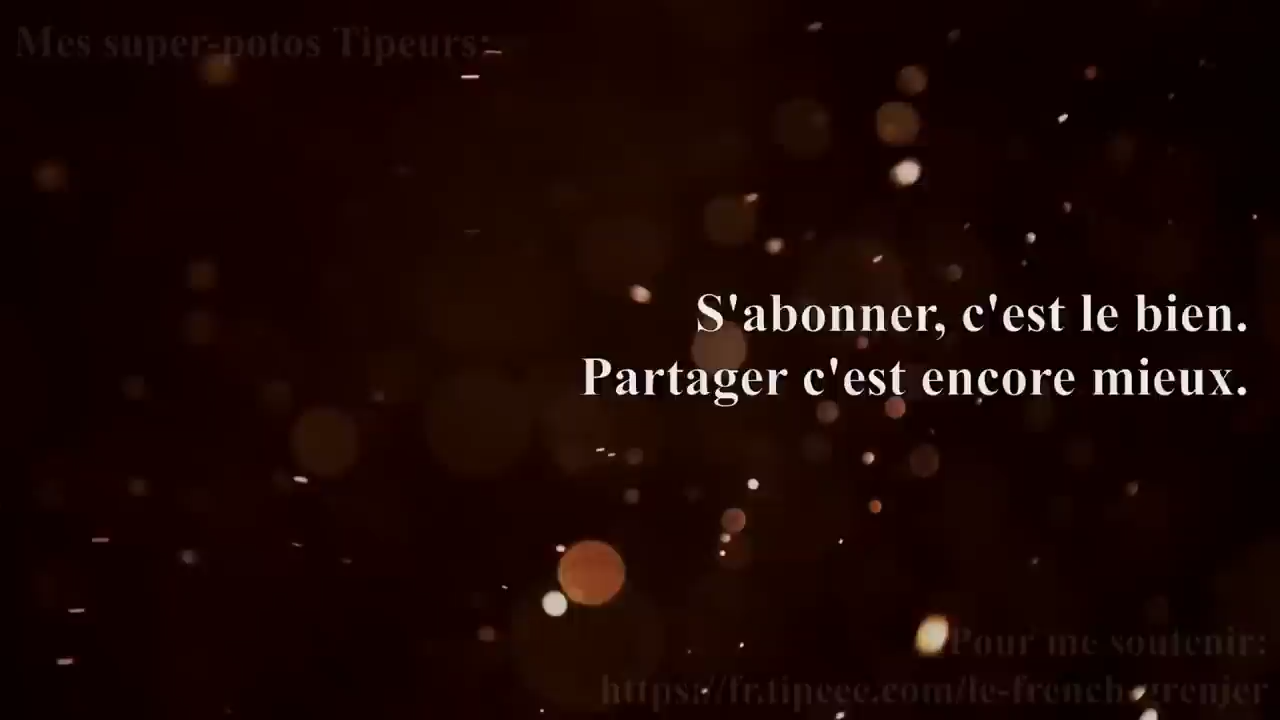 Mes super-potos Tipeurs:
S'abonner, c'est le bien.
Partager c'est encore mieux.
Pour me soutenir:
https://fr.tipeee.com/le-french-grenier